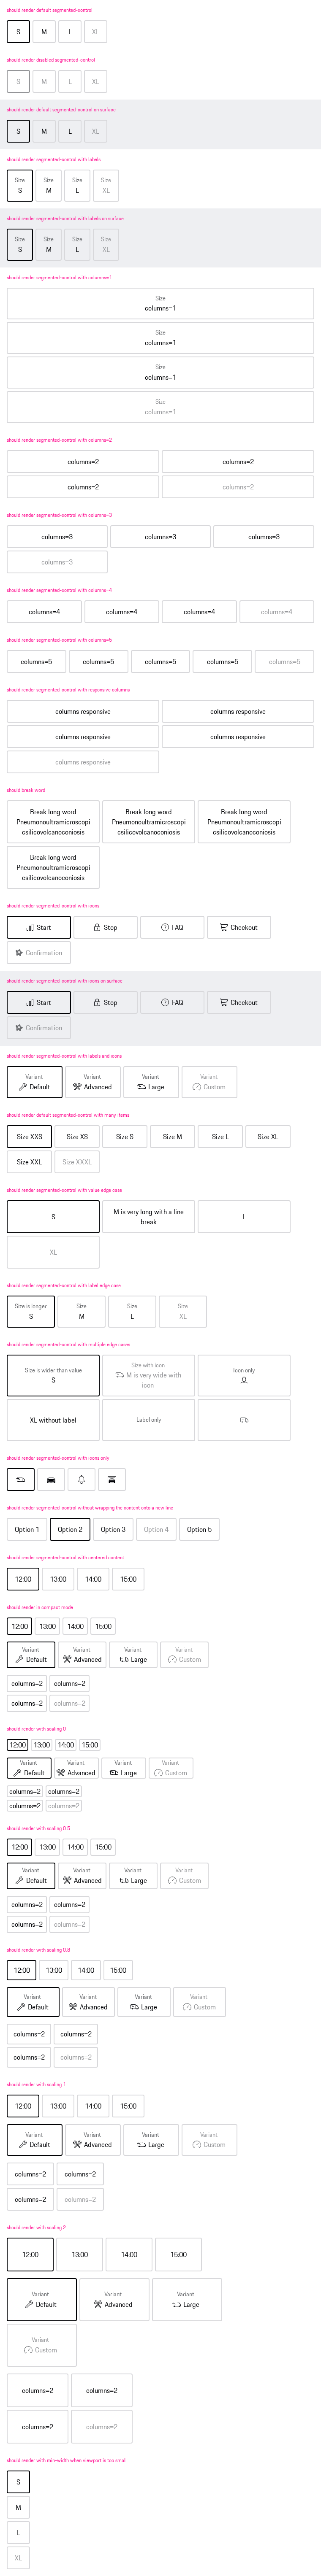 should render default segmented-control
S M L XL
should render disabled segmented-control
S M L XL
should render default segmented-control on surface
S M L XL
should render segmented-control with labels
Size Size Size Size
S M L XL
should render segmented-control with labels on surface
Size Size Size Size
S M L XL
should render segmented-control with columns=1
Size
columns=1
Size
columns=1
Size
columns=1
Size
columns=1
should render segmented-control with columns=2
columns=2 columns=2
columns=2 columns=2
should render segmented-control with columns=3
columns=3 columns=3 columns=3
columns=3
should render segmented-control with columns=4
columns=4 columns=4 columns=4 columns=4
should render segmented-control with columns=5
columns=5 columns=5 columns=5 columns=5 columns=5
should render segmented-control with responsive columns
columns responsive columns responsive
columns responsive columns responsive
columns responsive
should break word
Break long word Break long word Break long word
Pneumonoultramicroscopi Pneumonoultramicroscopi Pneumonoultramicroscopi
csilicovolcanoconiosis csilicovolcanoconiosis csilicovolcanoconiosis
Break long word
Pneumonoultramicroscopi
csilicovolcanoconiosis
should render segmented-control with icons
Start Stop FAQ Checkout
Confirmation
should render segmented-control with icons on surface
Start Stop FAQ Checkout
Confirmation
should render segmented-control with labels and icons
Variant Variant Variant Variant
Default Advanced Large Custom
should render default segmented-control with many items
Size XXS Size XS Size S Size M Size L Size XL
Size XXL Size XXXL
should render segmented-control with value edge case
S M is very long with a line L
break
XL
should render segmented-control with label edge case
Size is longer Size Size Size
S M L XL
should render segmented-control with multiple edge cases
Size is wider than value Size with icon Icon only
S M is very wide with
icon
XL without label Label only
should render segmented-control with icons only
should render segmented-control without wrapping the content onto a new line
Option 1 Option 2 Option 3 Option 4 Option 5
should render segmented-control with centered content
12:00 13:00 14:00 15:00
should render in compact mode
12:00 13:00 14:00 15:00
Variant Variant Variant Variant
Default Advanced Large Custom
columns=2 columns=2
columns=2 columns=2
should render with scaling 0
12:00 13:00 14:00 15:00
Variant Variant Variant Variant
Default Advanced Large Custom
columns=2 columns=2
columns=2 columns=2
should render with scaling 0.5
12:00 13:00 14:00 15:00
Variant Variant Variant Variant
Default Advanced Large Custom
columns=2 columns=2
columns=2 columns=2
should render with scaling 0.8
12:00 13:00 14:00 15:00
Variant Variant Variant Variant
Default Advanced Large Custom
columns=2 columns=2
columns=2 columns=2
should render with scaling 1
12:00 13:00 14:00 15:00
Variant Variant Variant Variant
Default Advanced Large Custom
columns=2 columns=2
columns=2 columns=2
should render with scaling 2
12:00 13:00 14:00 15:00
Variant Variant Variant
Default Advanced Large
Variant
Custom
columns=2 columns=2
columns=2 columns=2
should render with min-width when viewport is too small
S
M
L
XL